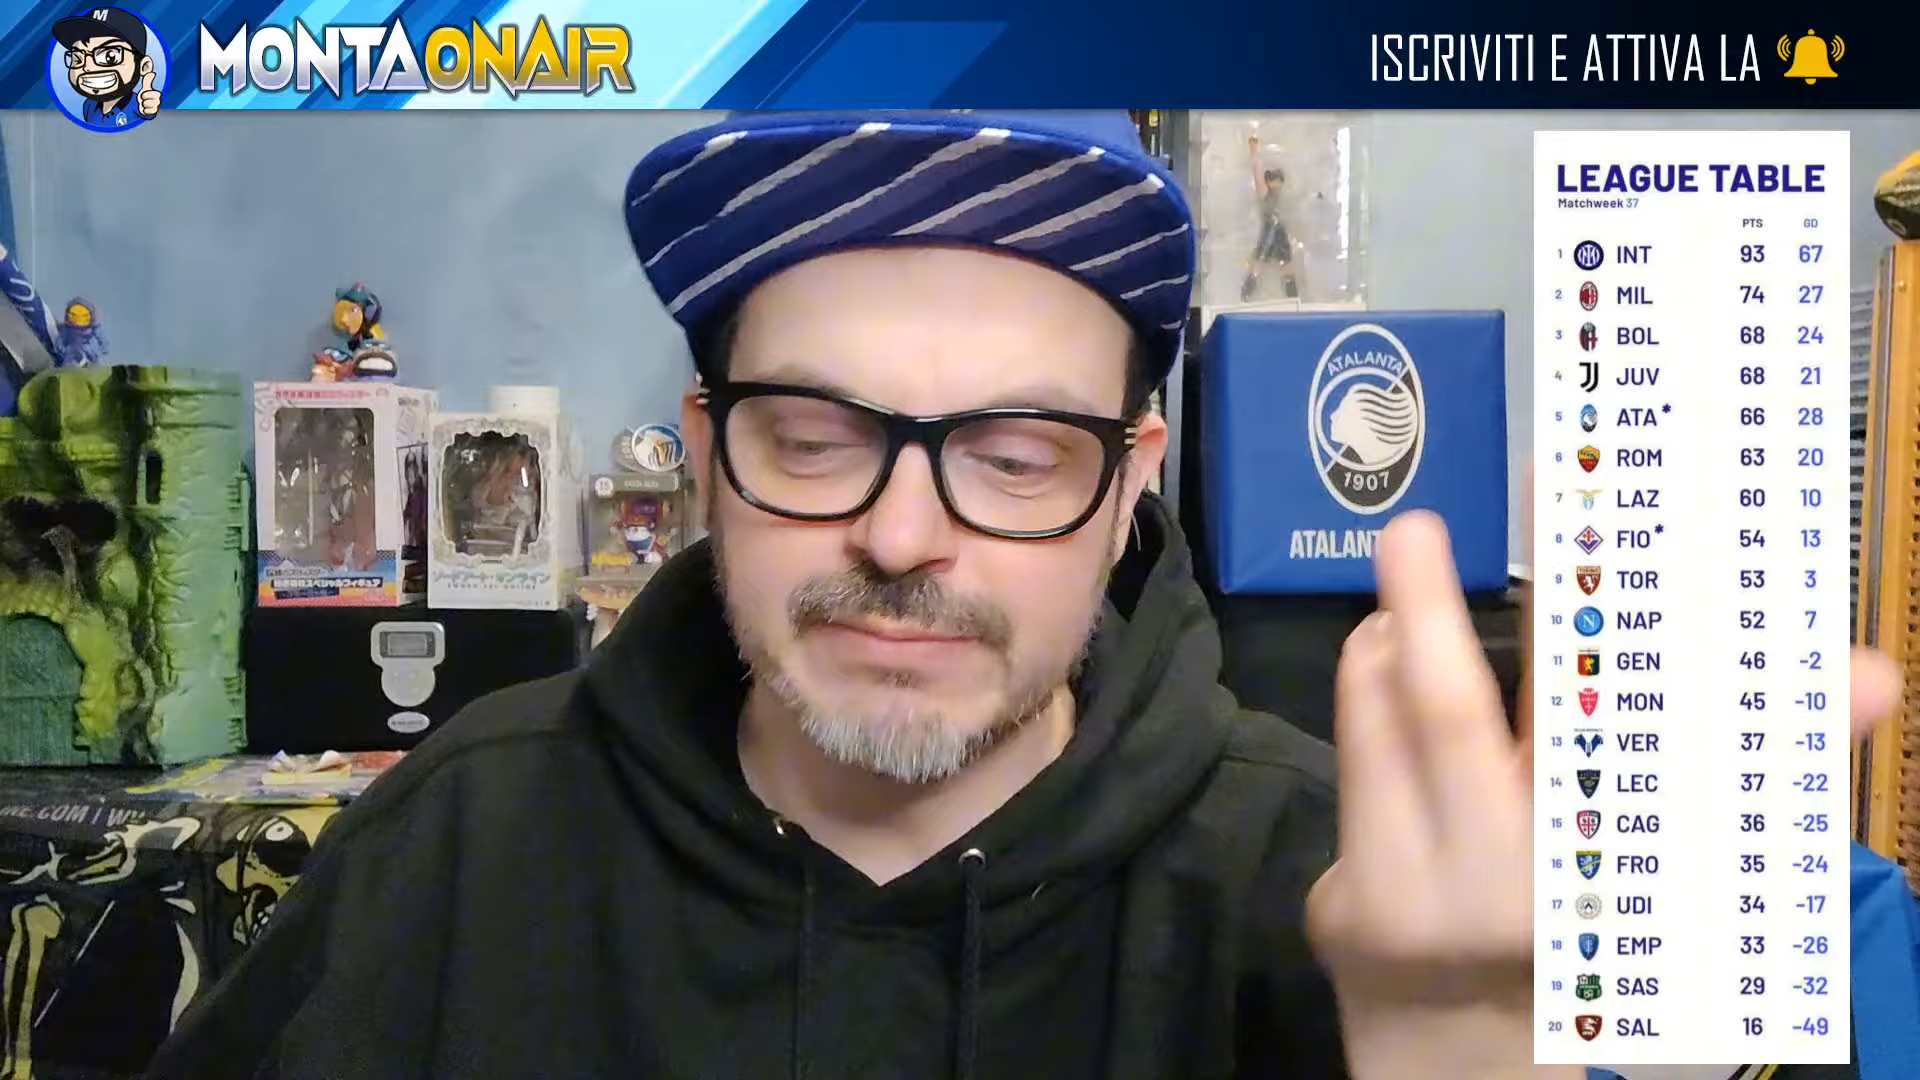 M
MONTAONAIR
ISCRIVITI E ATTIVA LA
LEAGUE TABLE
Matchweek 37
PTS GD
1 INT 93 67
2 MIL 74 27
3 BOL 68 24
4 JUV 68 21
5 ATA* 66 28
6 ROM 63 20
7 LAZ 60 10
8 FIO* 54 13
9 TOR 53 3
10 NAP 52 7
11 GEN 46 -2
12 MON 45 -10
13 VER 37 -13
14 LEC 37 -22
15 CAG 36 -25
16 FRO 35 -24
17 UDI 34 -17
18 EMP 33 -26
19 SAS 29 -32
20 SAL 16 -49
ATALANTA
1907
ATALANT